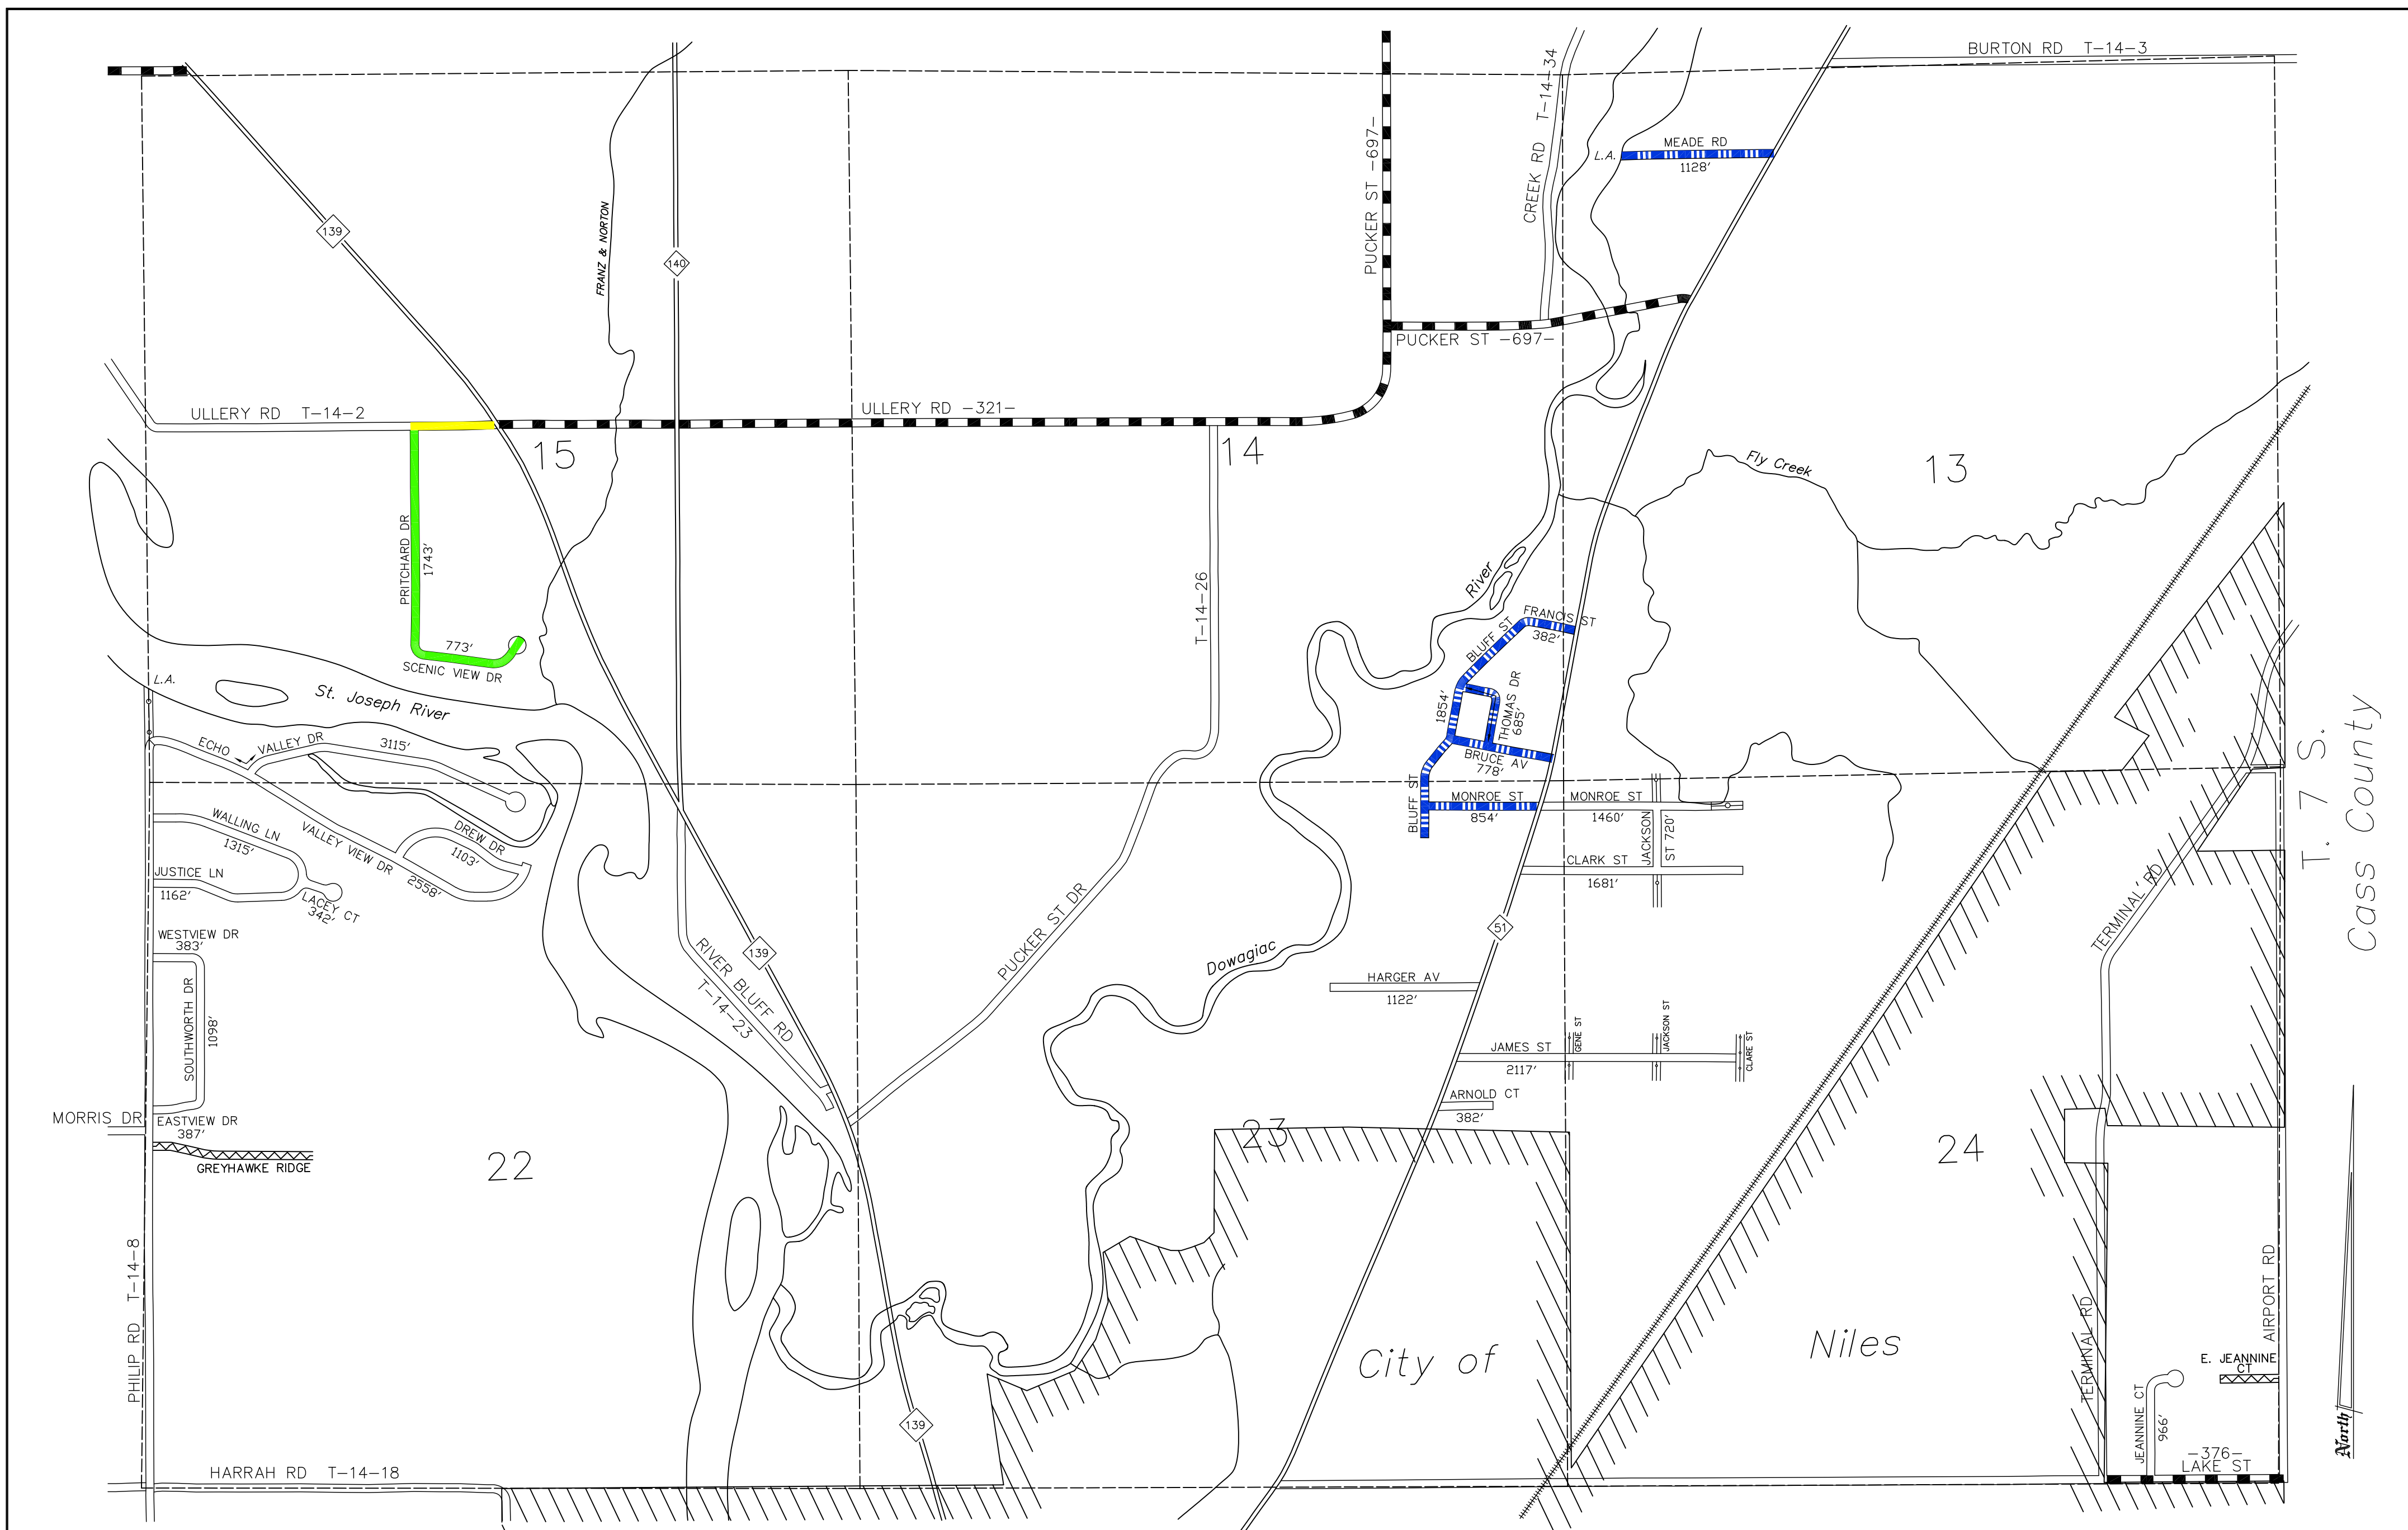 BURTON RD T-14-3
CREEK RD T-14-34
PUCKER ST -697-
MEADE RD
L.A.
1128'
139
FRANZ & NORTON
140
PUCKER ST -697-
ULLERY RD T-14-2
ULLERY RD -321-
15
14
13
Fly Creek
PRITCHARD DR
1743'
773'
SCENIC VIEW DR
T-14-26
River
FRANCIS ST
382'
BLUFF ST
THOMAS DR
685'
1854'
BRUCE AV
778'
BLUFF ST
MONROE ST
854'
MONROE ST
1460'
JACKSON
ST 720'
CLARK ST
1681'
L.A.
St. Joseph River
ECHO
VALLEY DR
3115'
WALLING LN
1315'
VALLEY VIEW DR
2558'
DREW DR
1103'
JUSTICE LN
1162'
LACEY CT
342'
WESTVIEW DR
383'
SOUTHWORTH DR
1098'
MORRIS DR
EASTVIEW DR
387'
GREYHAWKE RIDGE
22
RIVER BLUFF RD
T-14-23
139
PUCKER ST DR
Dowagiac
51
HARGER AV
1122'
JAMES ST
2117'
GENE ST
JACKSON ST
CLARE ST
ARNOLD CT
382'
23
24
TERMINAL RD
T. 7 S.
Cass County
PHILIP RD T-14-8
139
City of
Niles
TERMINAL RD
AIRPORT RD
E. JEANNINE
CT
JEANNINE CT
966'
-376-
LAKE ST
HARRAH RD T-14-18
North